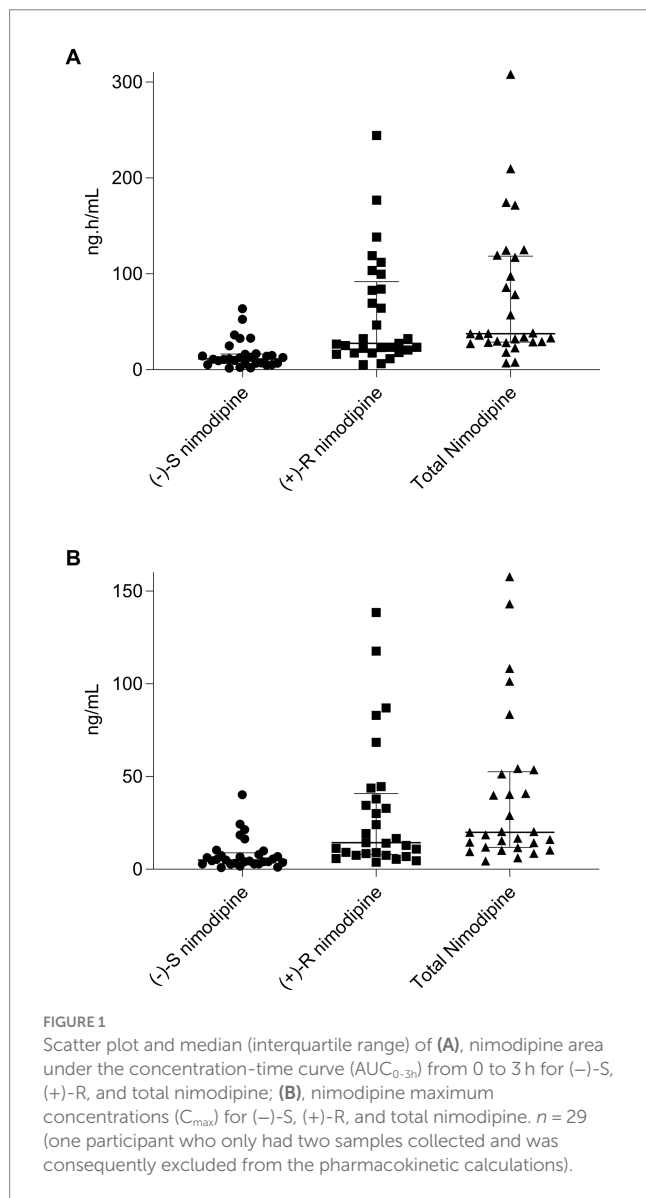 A
300
200
100
0
ng.h/mL
(-)-S nimodipine
(+)-R nimodipine
Total Nimodipine
B
150
100
50
0
ng/mL
(-)-S nimodipine
(+)-R nimodipine
Total Nimodipine
FIGURE 1
Scatter plot and median (interquartile range) of (A), nimodipine area
under the concentration-time curve (AUC0-3h) from 0 to 3 h for (−)-S,
(+)-R, and total nimodipine; (B), nimodipine maximum
concentrations (Cmax) for (−)-S, (+)-R, and total nimodipine. n = 29
(one participant who only had two samples collected and was
consequently excluded from the pharmacokinetic calculations).